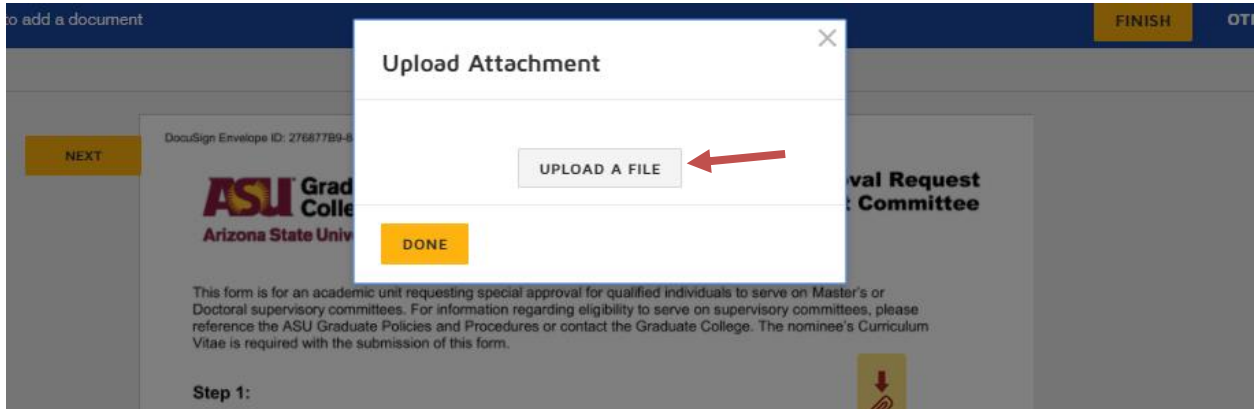 to add a document
FINISH
Upload Attachment
NEXT
DocuSign Envelope ID: 276877B9-8
UPLOAD A FILE
ASU Grad
Colle
Arizona State Univ
val Request
Committee
DONE
This form is for an academic unit requesting special approval for qualified individuals to serve on Master's or
Doctoral supervisory committees. For information regarding eligibility to serve on supervisory committees, please
reference the ASU Graduate Policies and Procedures or contact the Graduate College. The nominee's Curriculum
Vitae is required with the submission of this form.
Step 1: